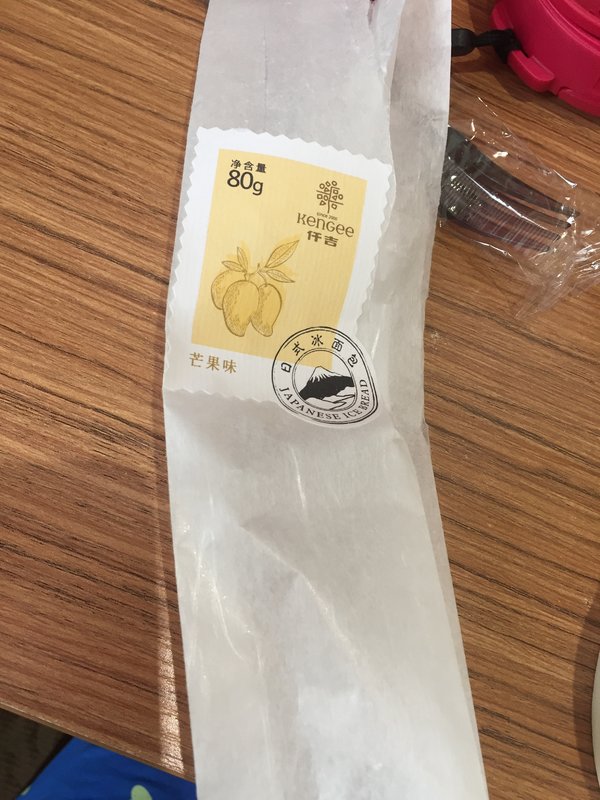 净含量
80g
SINCE 2005
KenGee
仟吉
芒果味
日式冰面包
JAPANESE ICE BREAD